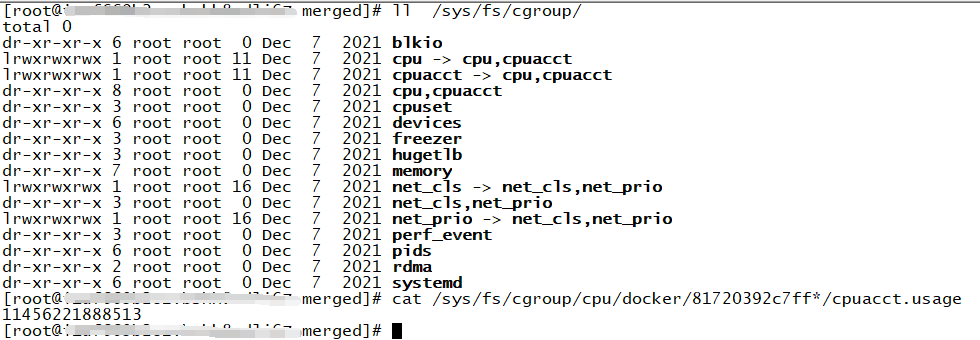 [root@ merged]# ll  /sys/fs/cgroup/
total 0
dr-xr-xr-x 6 root root  0 Dec  7  2021 blkio
lrwxrwxrwx 1 root root 11 Dec  7  2021 cpu -> cpu,cpuacct
lrwxrwxrwx 1 root root 11 Dec  7  2021 cpuacct -> cpu,cpuacct
dr-xr-xr-x 8 root root  0 Dec  7  2021 cpu,cpuacct
dr-xr-xr-x 3 root root  0 Dec  7  2021 cpuset
dr-xr-xr-x 6 root root  0 Dec  7  2021 devices
dr-xr-xr-x 3 root root  0 Dec  7  2021 freezer
dr-xr-xr-x 3 root root  0 Dec  7  2021 hugetlb
dr-xr-xr-x 7 root root  0 Dec  7  2021 memory
lrwxrwxrwx 1 root root 16 Dec  7  2021 net_cls -> net_cls,net_prio
dr-xr-xr-x 3 root root  0 Dec  7  2021 net_cls,net_prio
lrwxrwxrwx 1 root root 16 Dec  7  2021 net_prio -> net_cls,net_prio
dr-xr-xr-x 3 root root  0 Dec  7  2021 perf_event
dr-xr-xr-x 6 root root  0 Dec  7  2021 pids
dr-xr-xr-x 2 root root  0 Dec  7  2021 rdma
dr-xr-xr-x 6 root root  0 Dec  7  2021 systemd
[root@ merged]# cat /sys/fs/cgroup/cpu/docker/81720392c7ff*/cpuacct.usage
11456221888513
[root@ merged]#